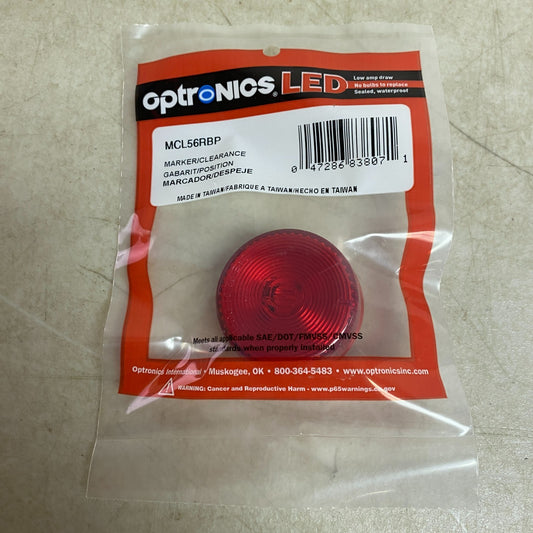 OPTRONICS® LED
Low amp draw
No bulbs to replace
Sealed, waterproof
MCL56RBP
MARKER/CLEARANCE
GABARIT/POSITION
MARCADOR/DESPEJE
0 47286 83807 1
MADE IN TAIWAN/FABRIQUE A TAIWAN/HECHO EN TAIWAN
Meets all applicable SAE/DOT/FMVSS/CMVSS
standards when properly installed
Optronics International • Muskogee, OK • 800-364-5483 • www.optronicsinc.com
WARNING: Cancer and Reproductive Harm - www.p65warnings.ca.gov